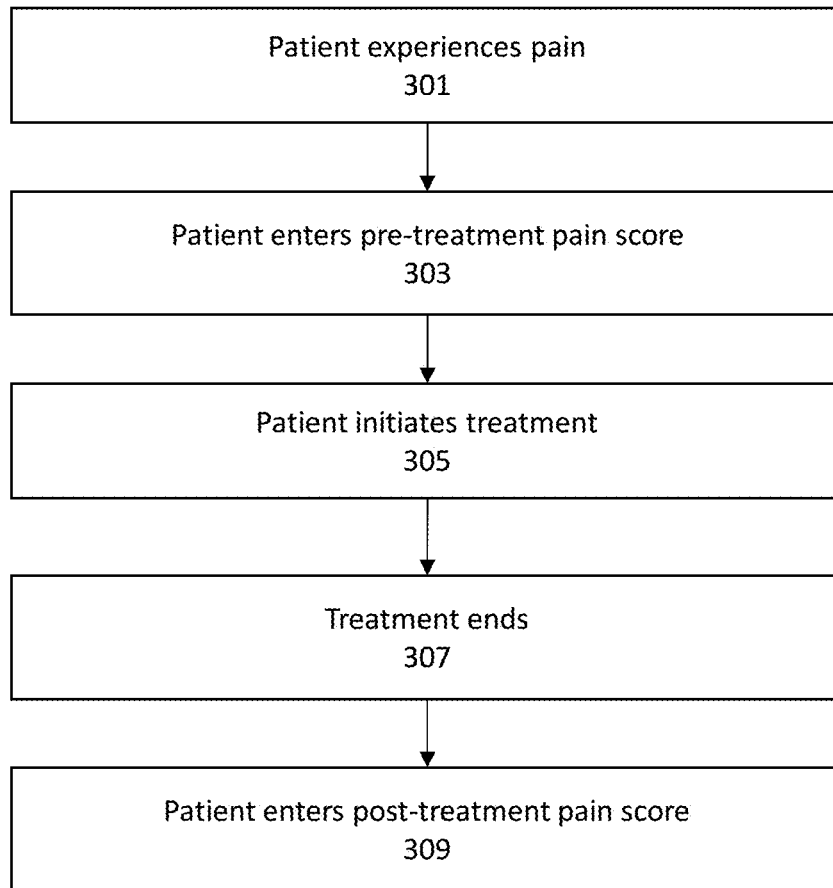 Patient experiences pain
301
Patient enters pre-treatment pain score
303
Patient initiates treatment
305
Treatment ends
307
Patient enters post-treatment pain score
309